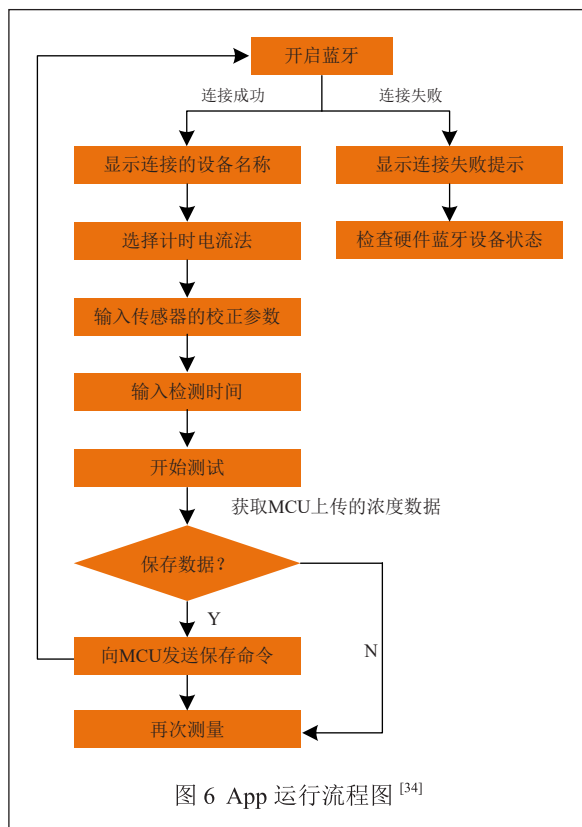 开启蓝牙
连接成功
连接失败
显示连接的设备名称
显示连接失败提示
选择计时电流法
检查硬件蓝牙设备状态
输入传感器的校正参数
输入检测时间
开始测试
获取MCU上传的浓度数据
保存数据？
Y
N
向MCU发送保存命令
再次测量
图 6 App 运行流程图 [34]